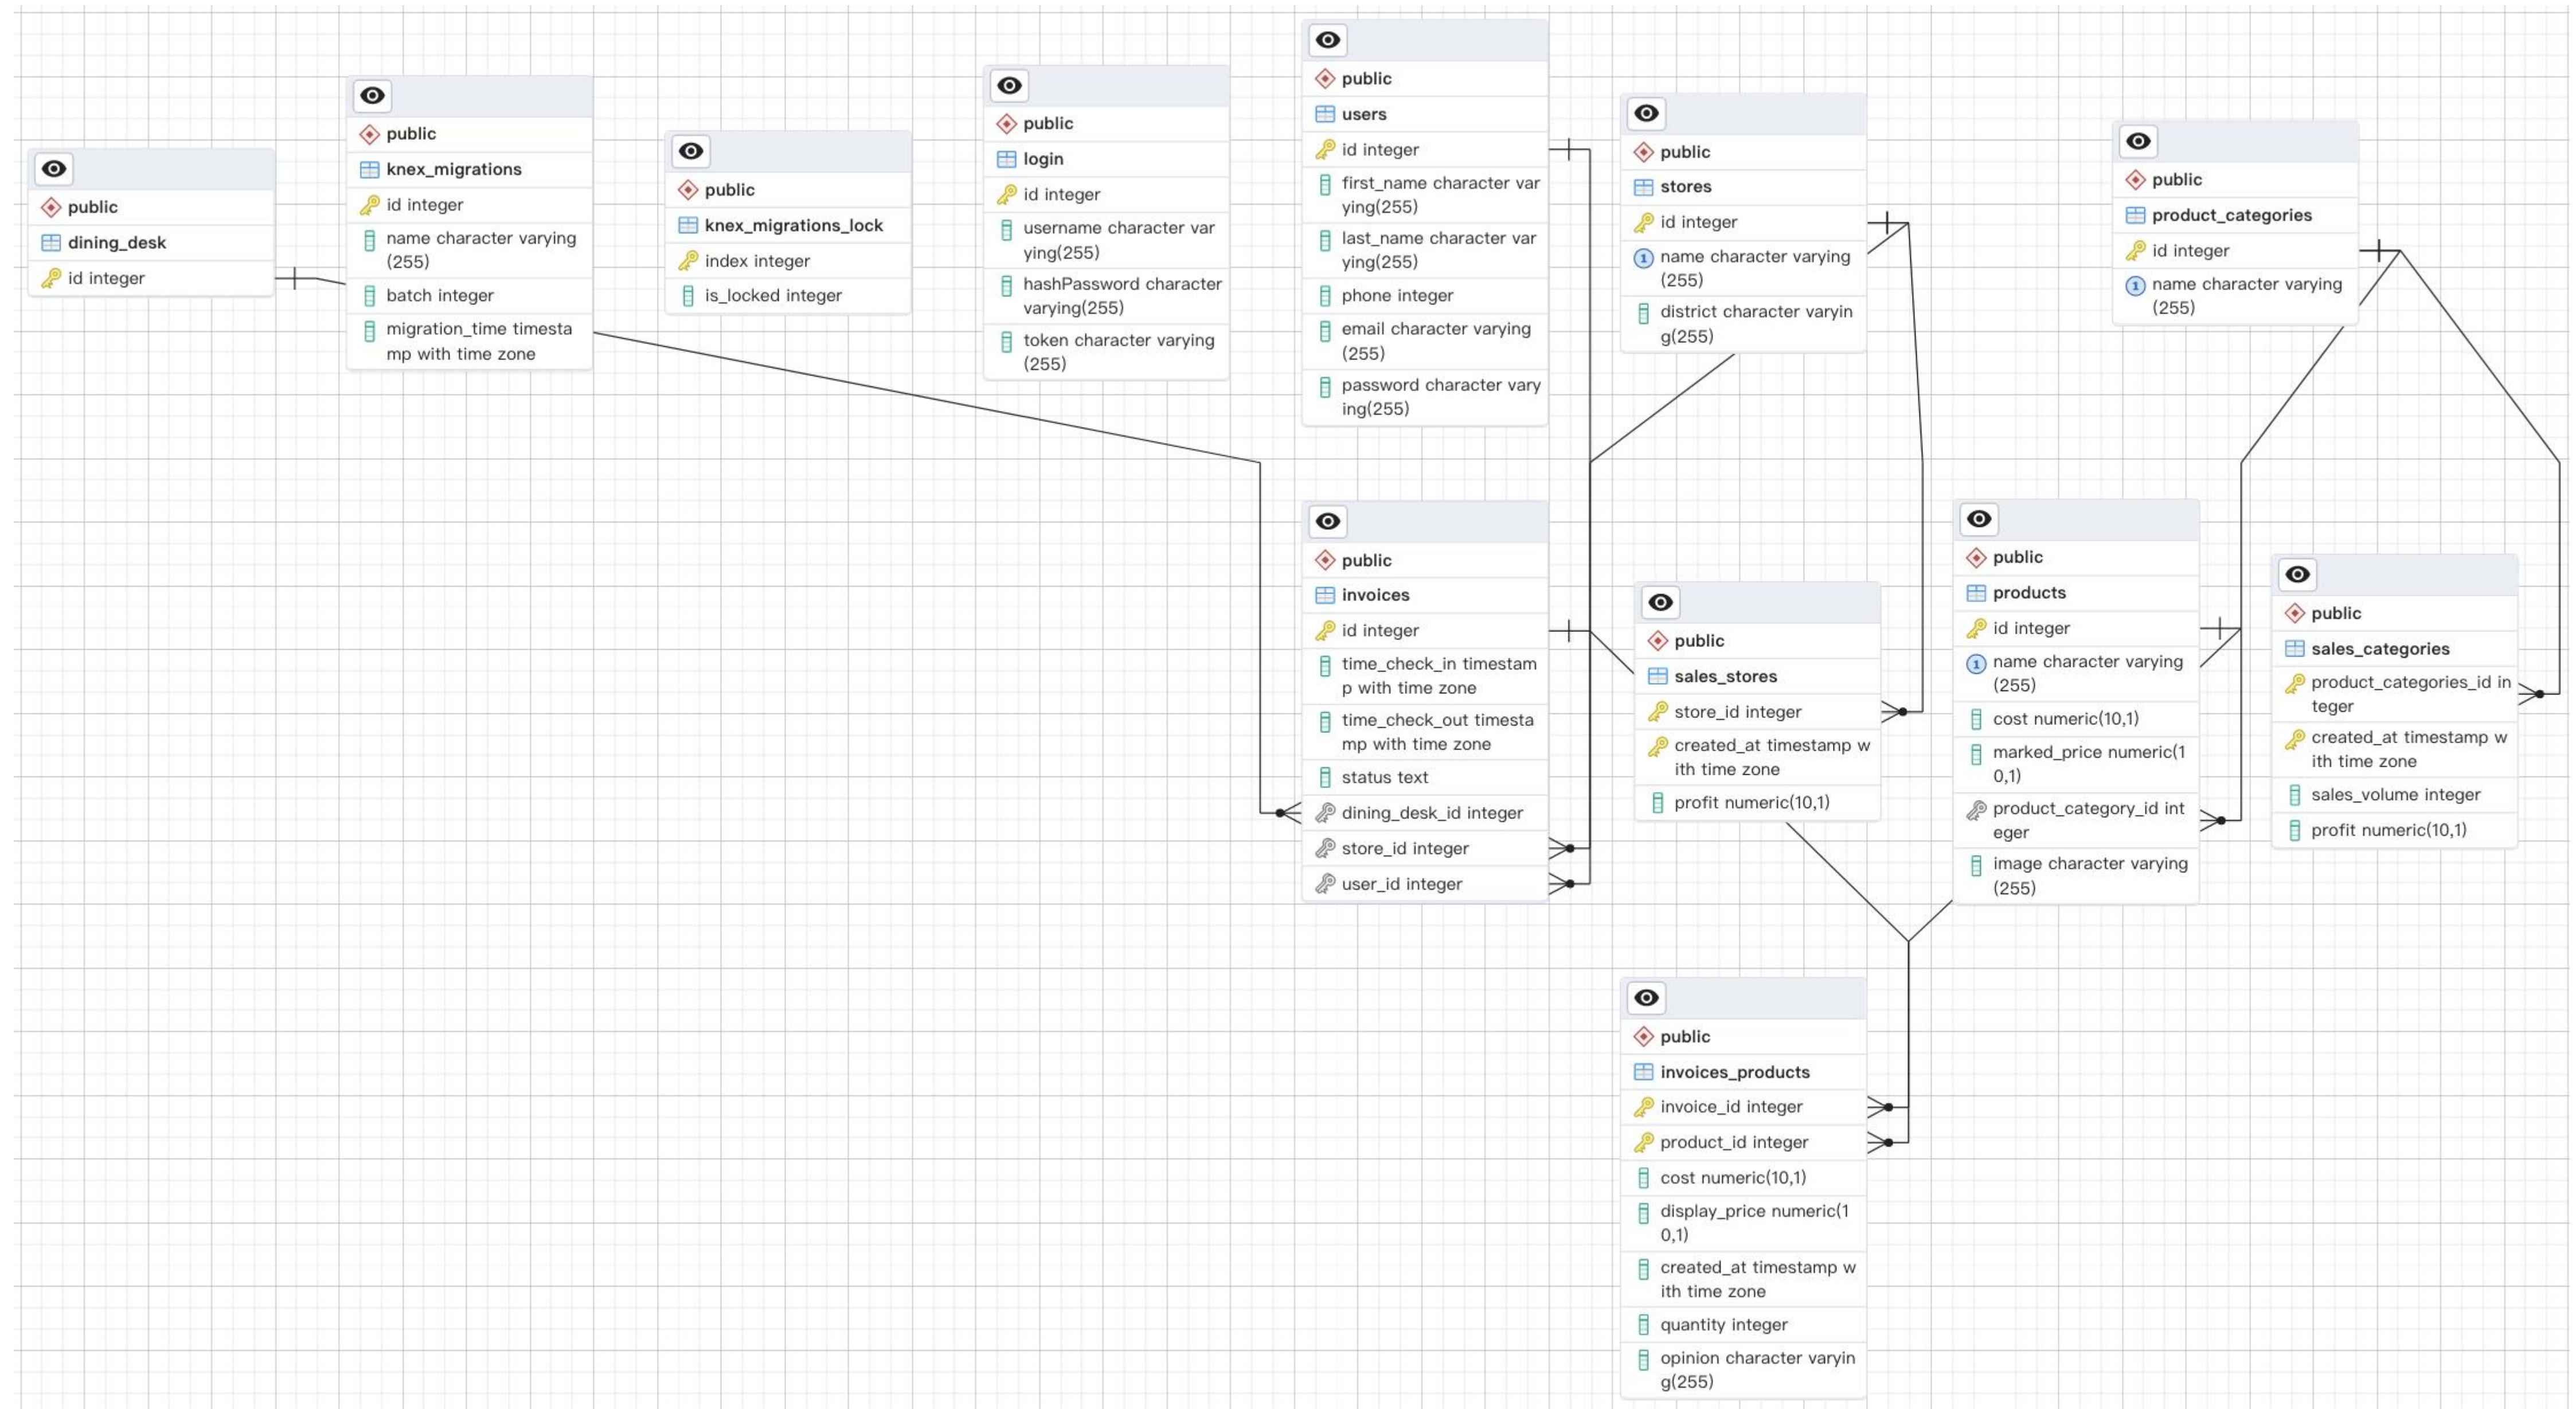 public
dining_desk
id integer
public
knex_migrations
id integer
name character varying
(255)
batch integer
migration_time timesta
mp with time zone
public
knex_migrations_lock
index integer
is_locked integer
public
login
id integer
username character var
ying(255)
hashPassword character
varying(255)
token character varying
(255)
public
users
id integer
first_name character var
ying(255)
last_name character var
ying(255)
phone integer
email character varying
(255)
password character vary
ing(255)
public
stores
id integer
1 name character varying
(255)
district character varyin
g(255)
public
product_categories
id integer
1 name character varying
(255)
public
invoices
id integer
time_check_in timestam
p with time zone
time_check_out timesta
mp with time zone
status text
dining_desk_id integer
store_id integer
user_id integer
public
sales_stores
store_id integer
created_at timestamp w
ith time zone
profit numeric(10,1)
public
products
id integer
1 name character varying
(255)
cost numeric(10,1)
marked_price numeric(1
0,1)
product_category_id int
eger
image character varying
(255)
public
sales_categories
product_categories_id in
teger
created_at timestamp w
ith time zone
sales_volume integer
profit numeric(10,1)
public
invoices_products
invoice_id integer
product_id integer
cost numeric(10,1)
display_price numeric(1
0,1)
created_at timestamp w
ith time zone
quantity integer
opinion character varyin
g(255)